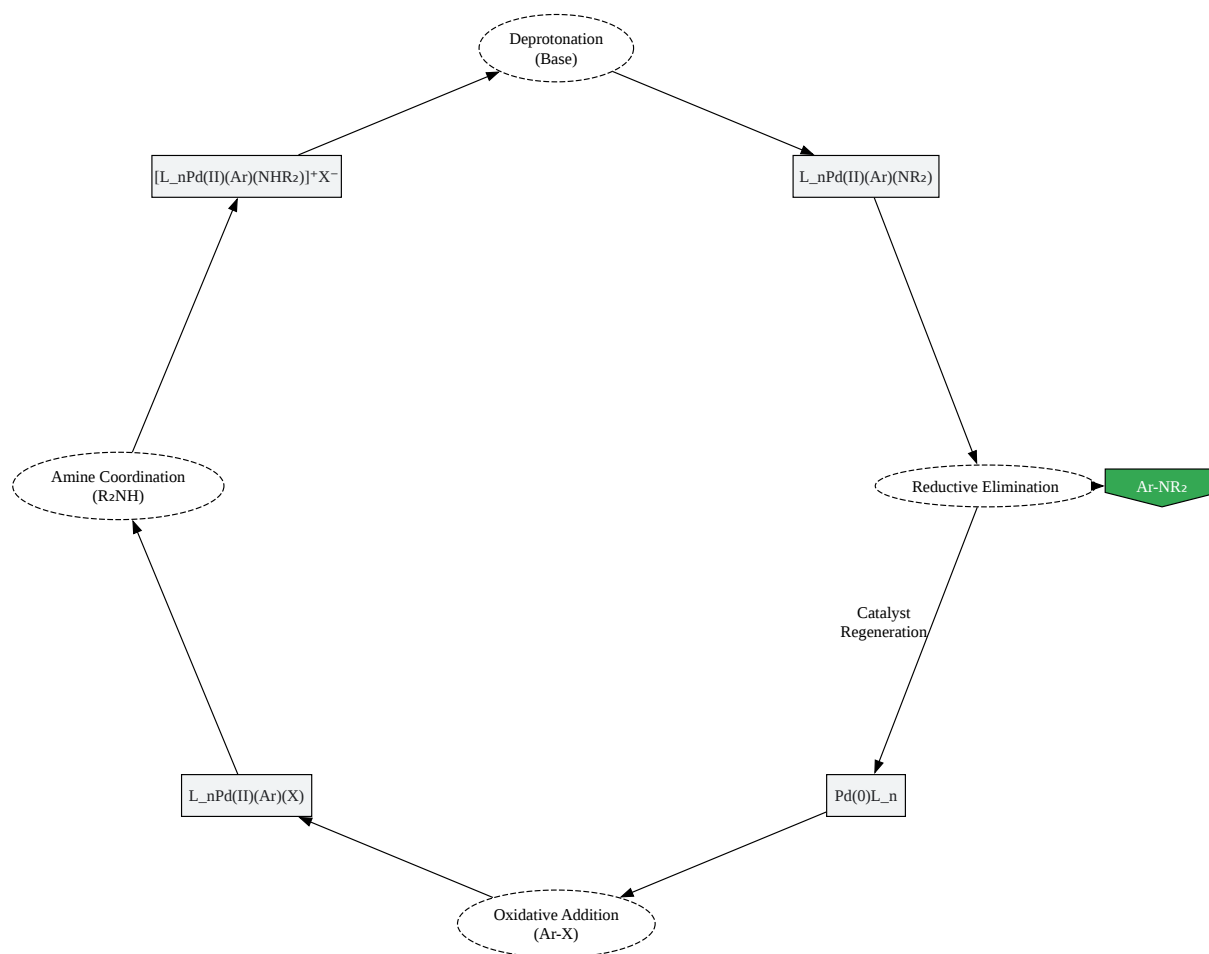 Deprotonation
(Base)
[L_nPd(II)(Ar)(NHR₂)]⁺X⁻
L_nPd(II)(Ar)(NR₂)
Amine Coordination
(R₂NH)
Reductive Elimination
Ar-NR₂
Catalyst
Regeneration
L_nPd(II)(Ar)(X)
Pd(0)L_n
Oxidative Addition
(Ar-X)